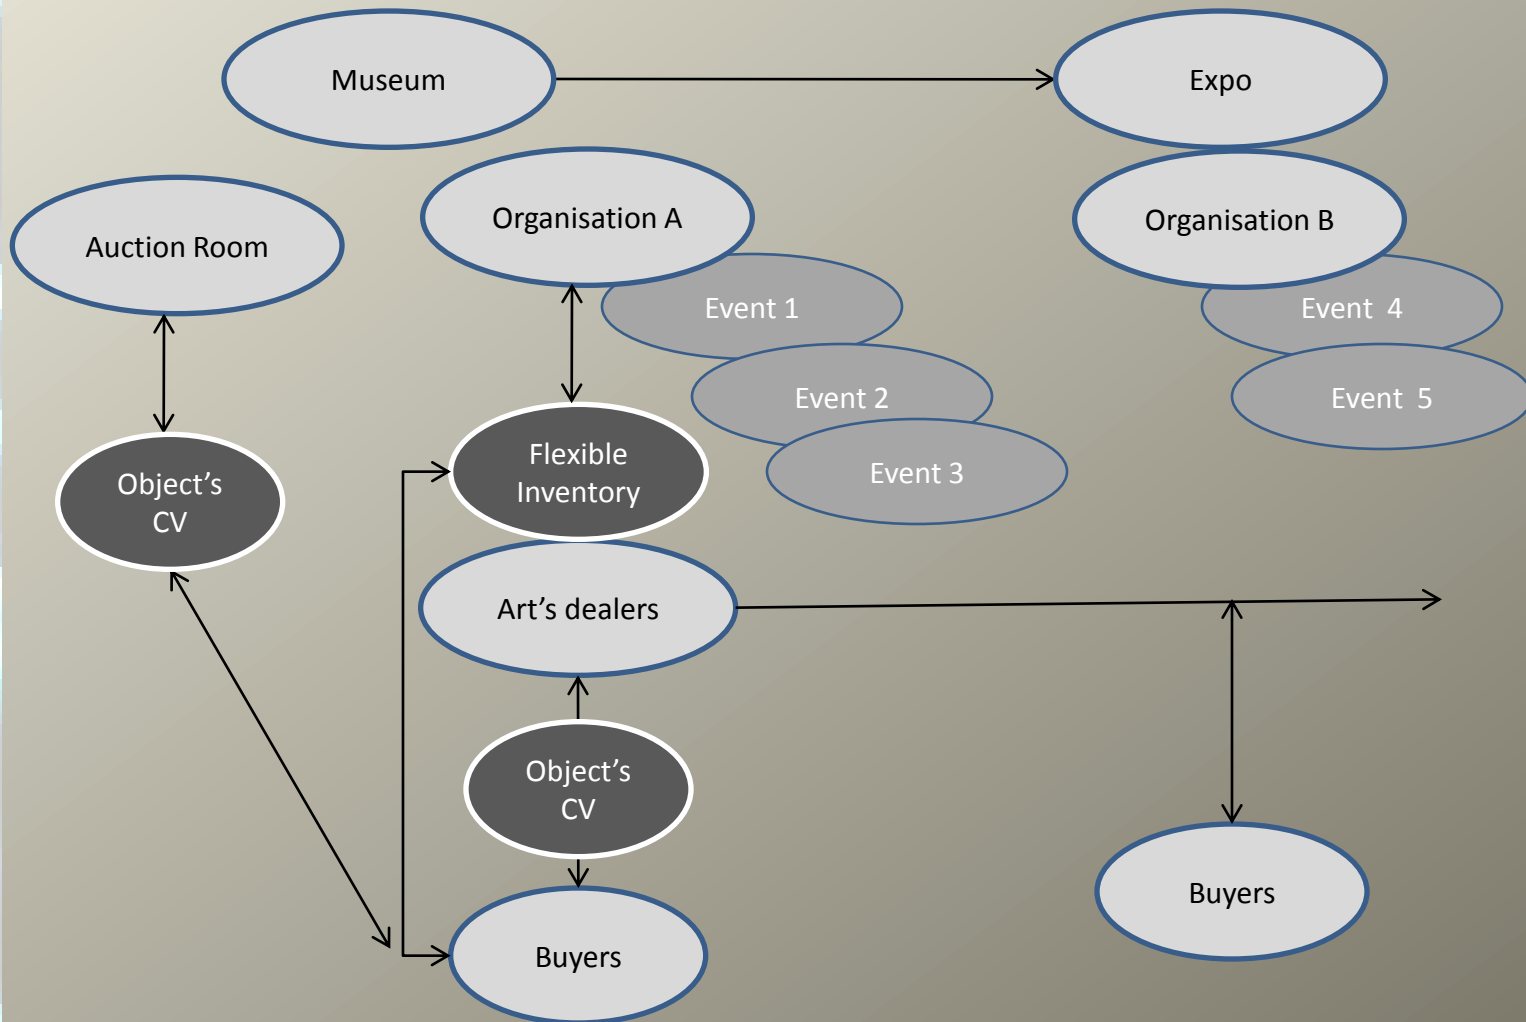 Museum
Expo
Organisation A
Organisation B
Auction Room
Event 1
Event  4
Event 2
Event  5
Flexible
Inventory
Event 3
Object’s
CV
Art’s dealers
Object’s
CV
Buyers
Buyers